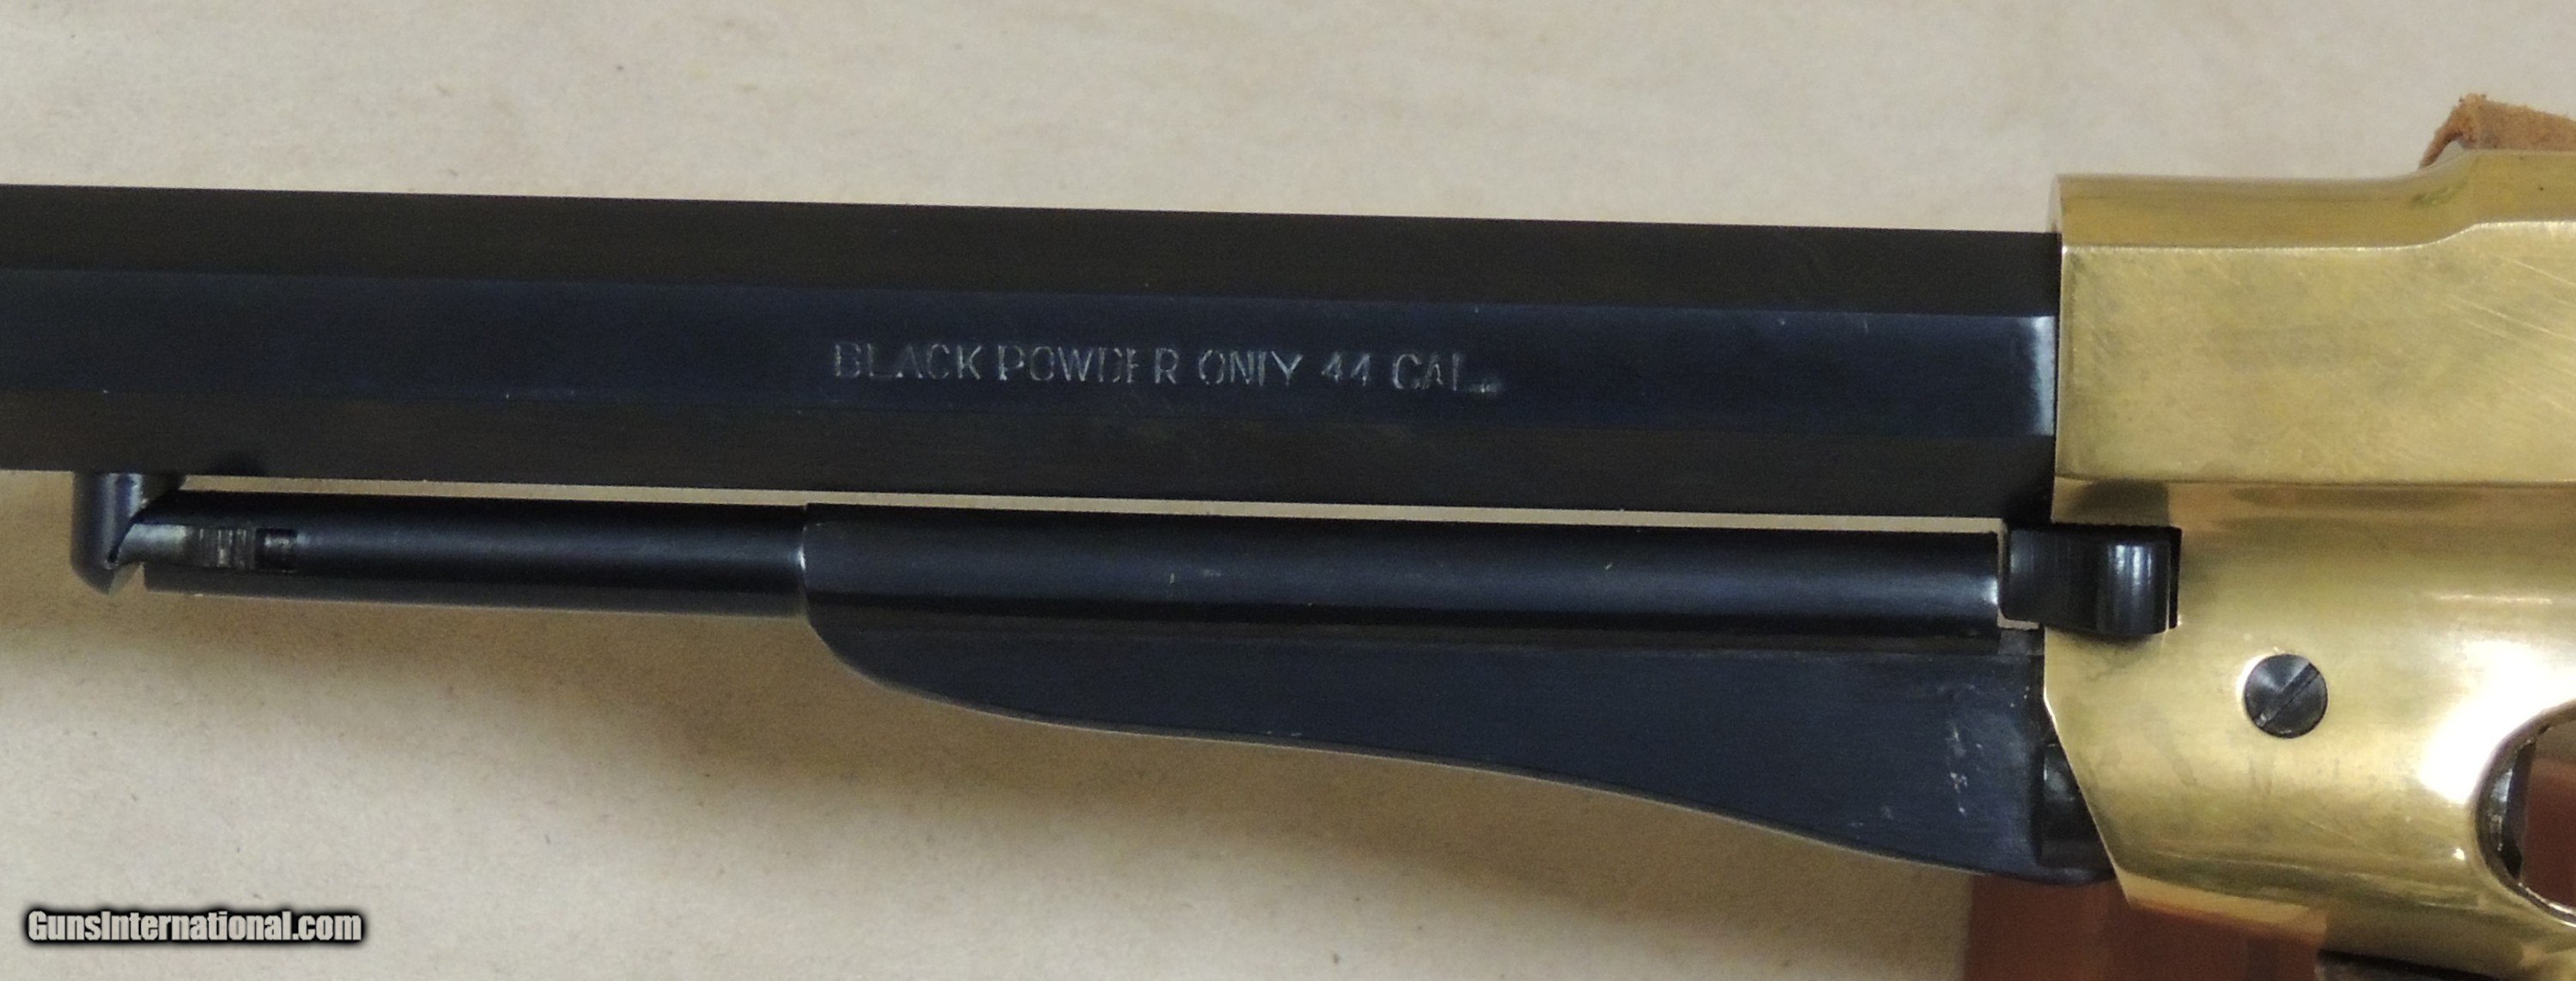 BLACK POWDER ONLY 44 CAL.
GunsInternational.com